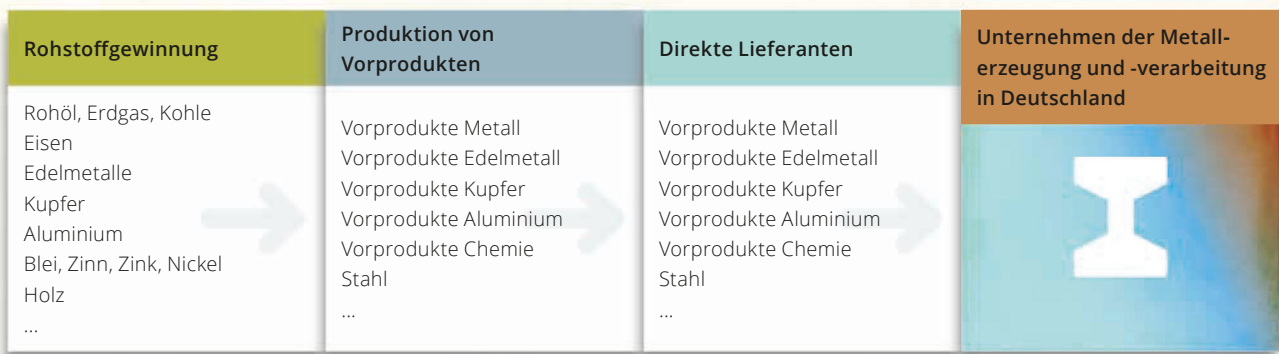 Rohstoffgewinnung
Rohöl, Erdgas, Kohle
Eisen
Edelmetalle
Kupfer
Aluminium
Blei, Zinn, Zink, Nickel
Holz
...
Produktion von
Vorprodukten
Vorprodukte Metall
Vorprodukte Edelmetall
Vorprodukte Kupfer
Vorprodukte Aluminium
Vorprodukte Chemie
Stahl
...
Direkte Lieferanten
Vorprodukte Metall
Vorprodukte Edelmetall
Vorprodukte Kupfer
Vorprodukte Aluminium
Vorprodukte Chemie
Stahl
...
Unternehmen der Metall-
erzeugung und -verarbeitung
in Deutschland